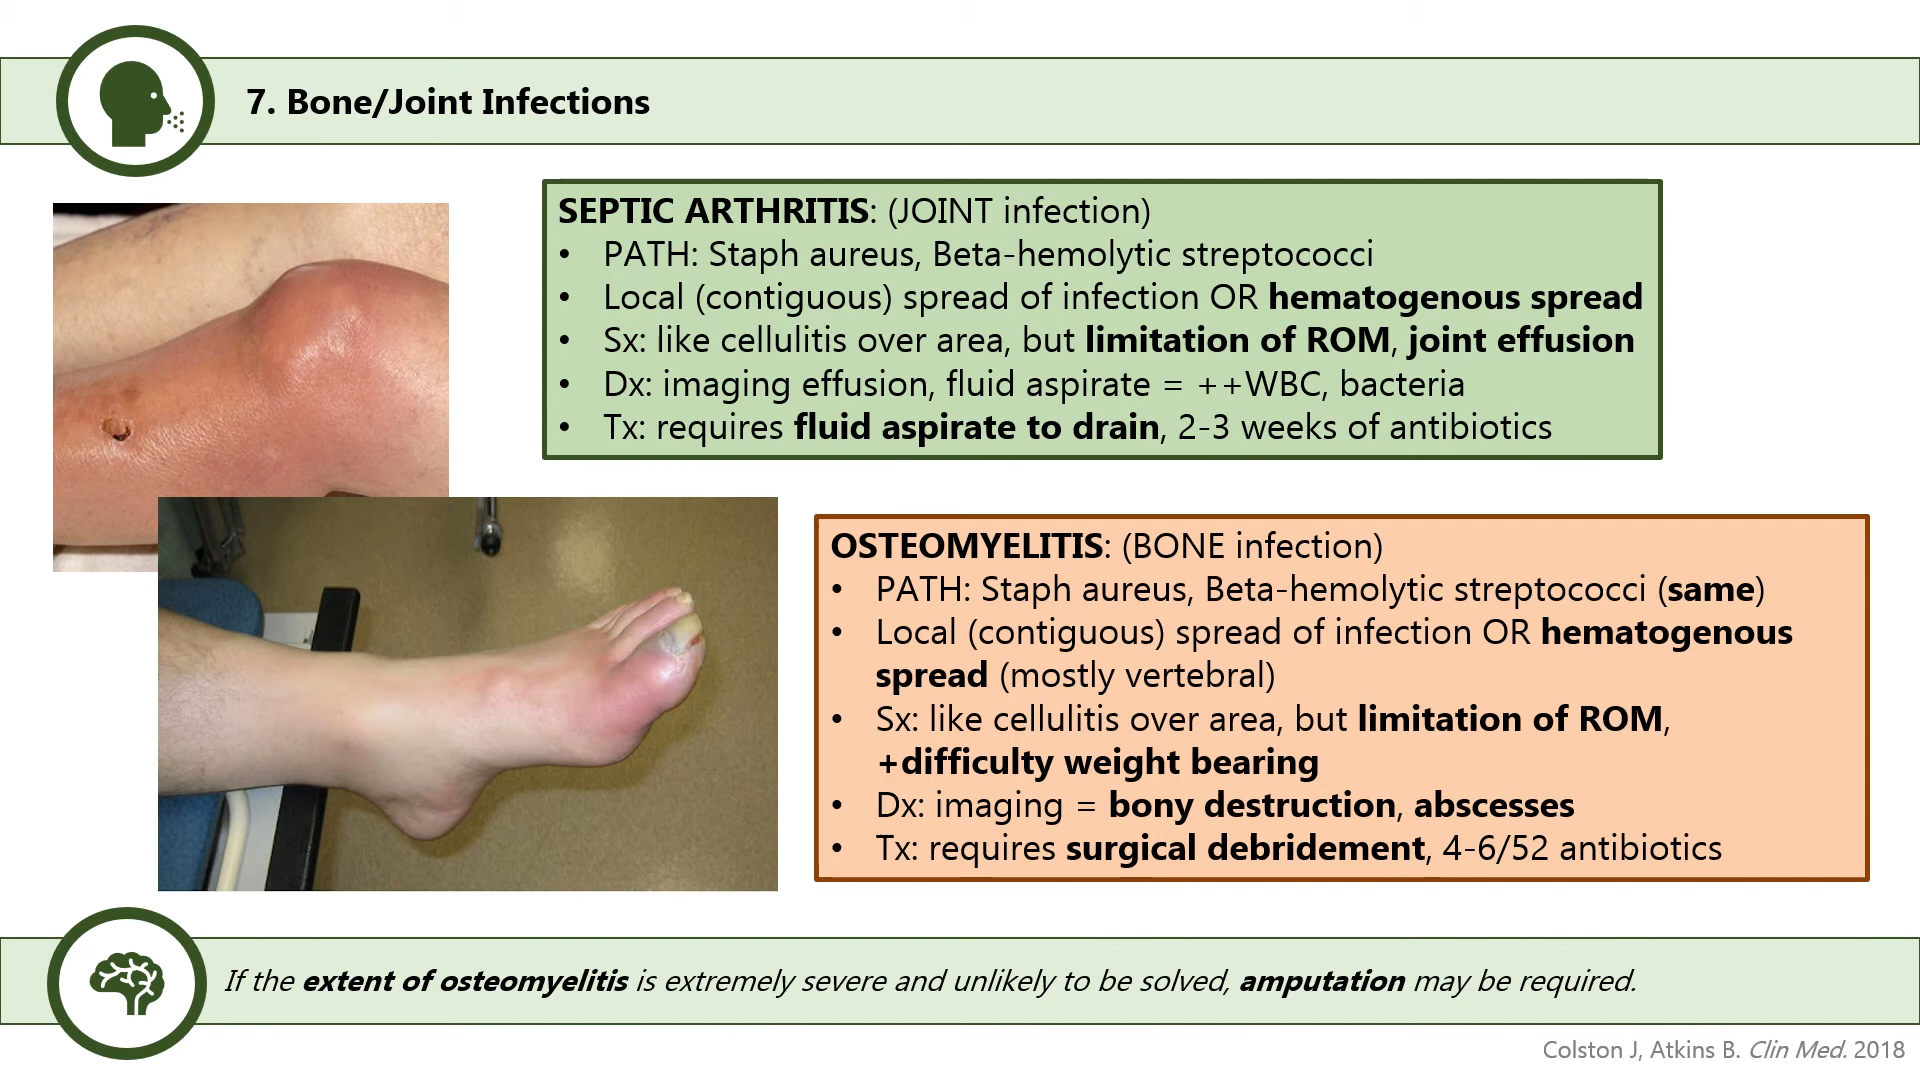 7. Bone/Joint Infections
SEPTIC ARTHRITIS: (JOINT infection)
• PATH: Staph aureus, Beta-hemolytic streptococci
• Local (contiguous) spread of infection OR hematogenous spread
• Sx: like cellulitis over area, but limitation of ROM, joint effusion
• Dx: imaging effusion, fluid aspirate = ++WBC, bacteria
• Tx: requires fluid aspirate to drain, 2-3 weeks of antibiotics
OSTEOMYELITIS: (BONE infection)
• PATH: Staph aureus, Beta-hemolytic streptococci (same)
• Local (contiguous) spread of infection OR hematogenous
spread (mostly vertebral)
• Sx: like cellulitis over area, but limitation of ROM,
+difficulty weight bearing
• Dx: imaging = bony destruction, abscesses
• Tx: requires surgical debridement, 4-6/52 antibiotics
If the extent of osteomyelitis is extremely severe and unlikely to be solved, amputation may be required.
Colston J, Atkins B. Clin Med. 2018